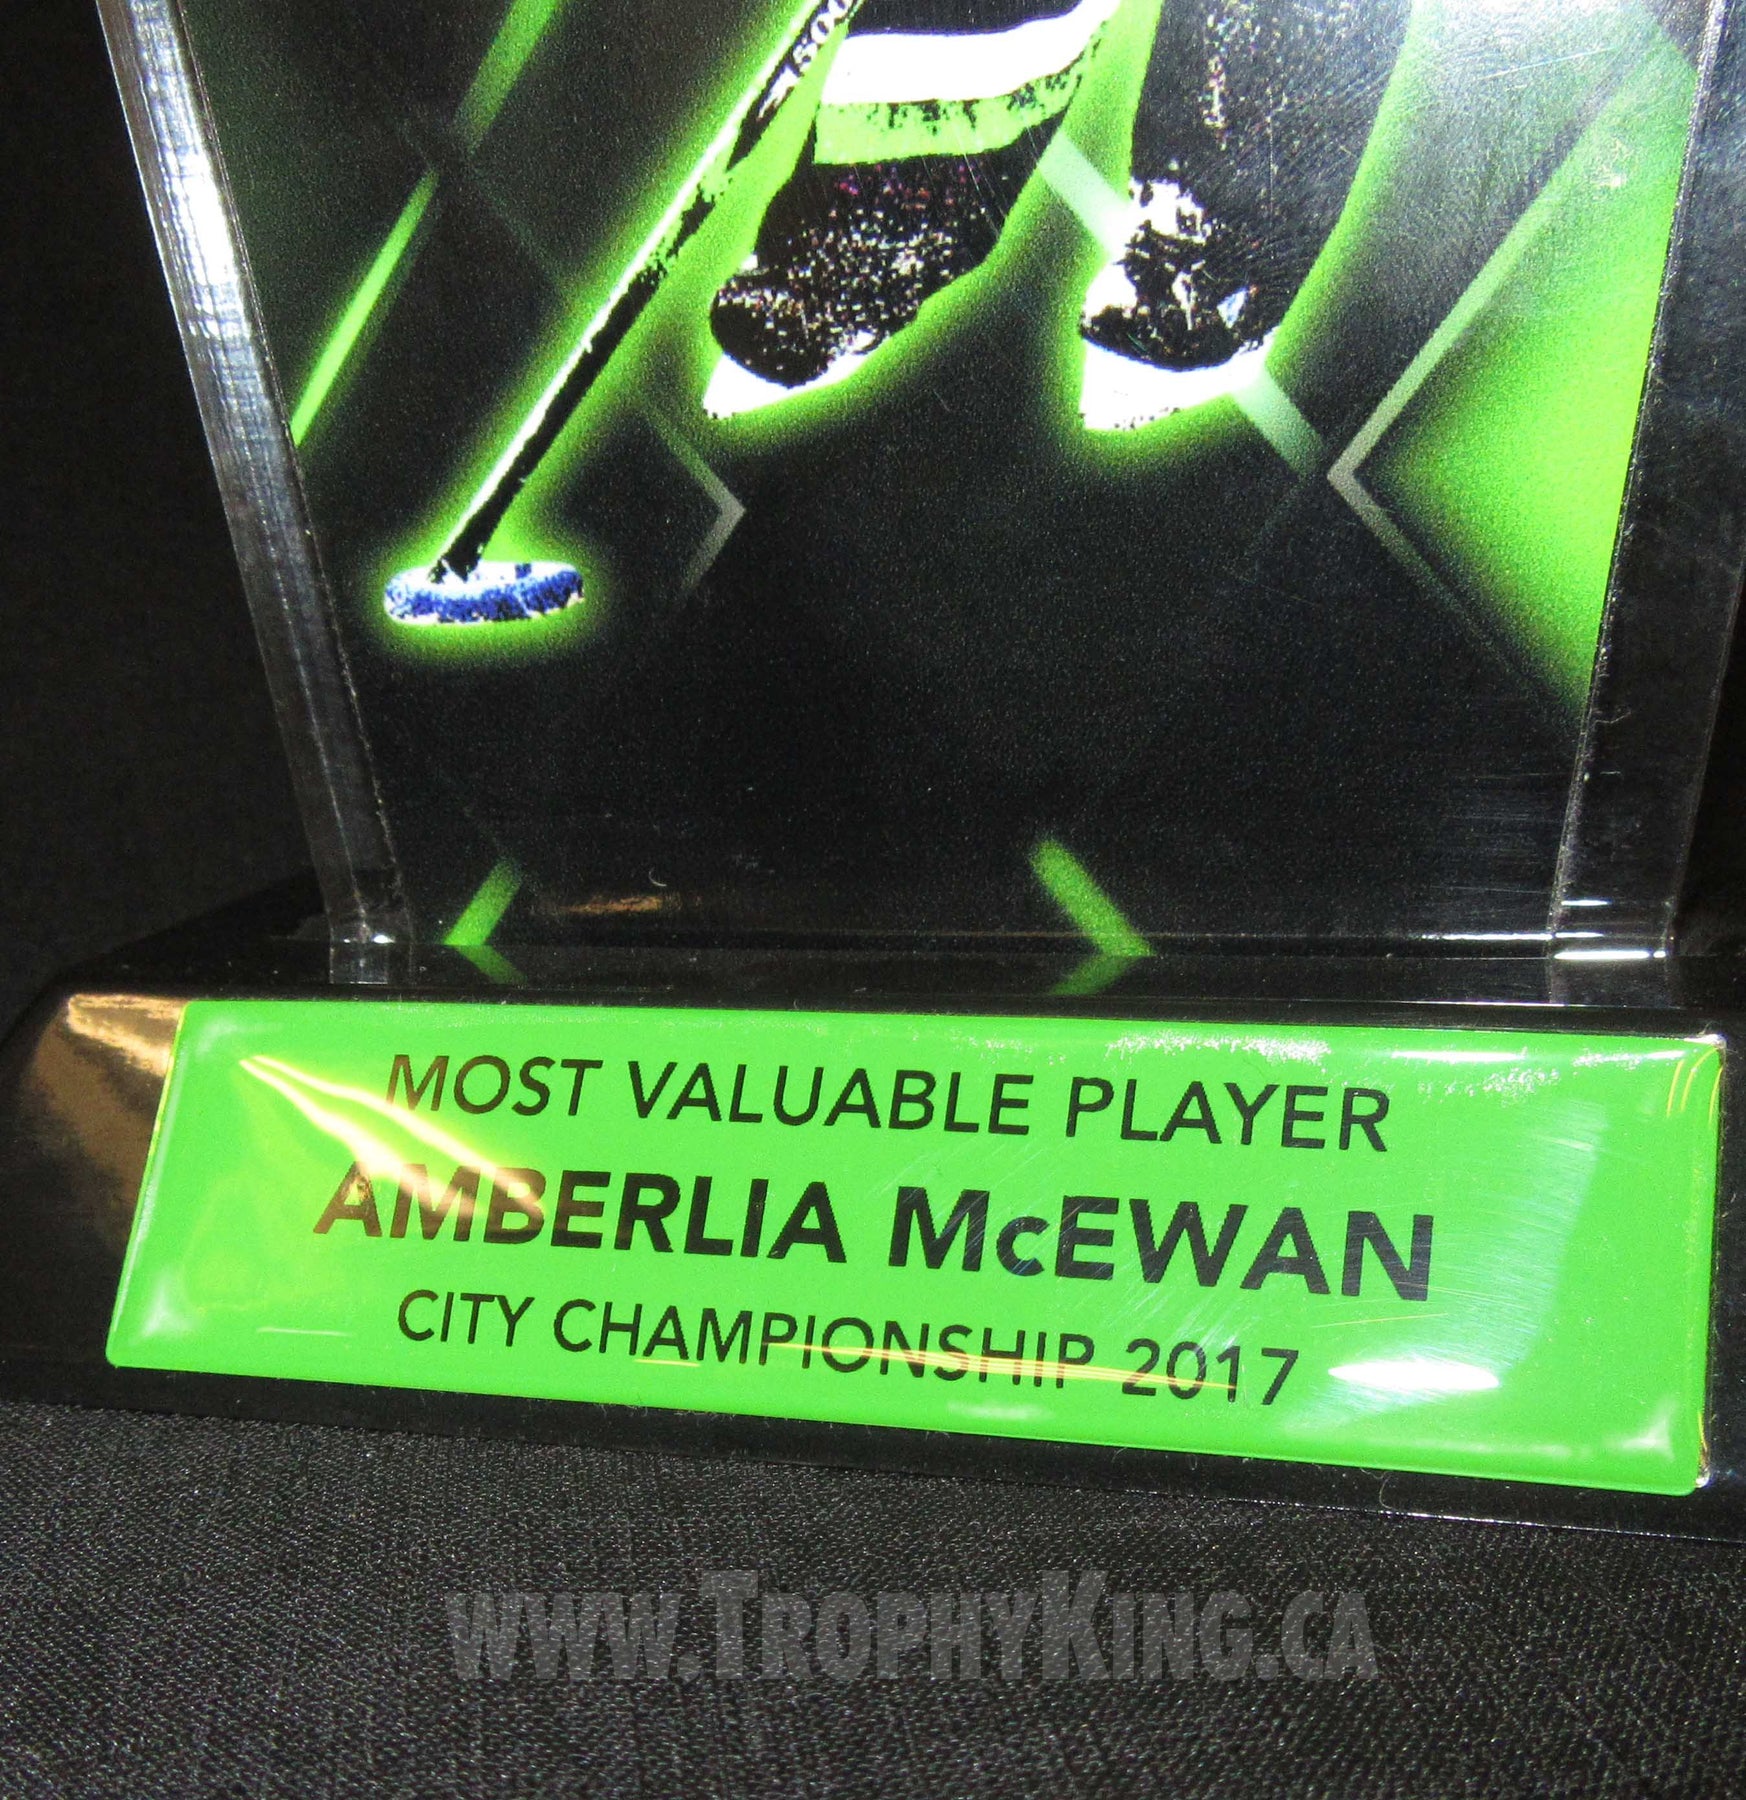 MOST VALUABLE PLAYER
AMBERLIA McEWAN
CITY CHAMPIONSHIP 2017
www.TrophyKing.ca